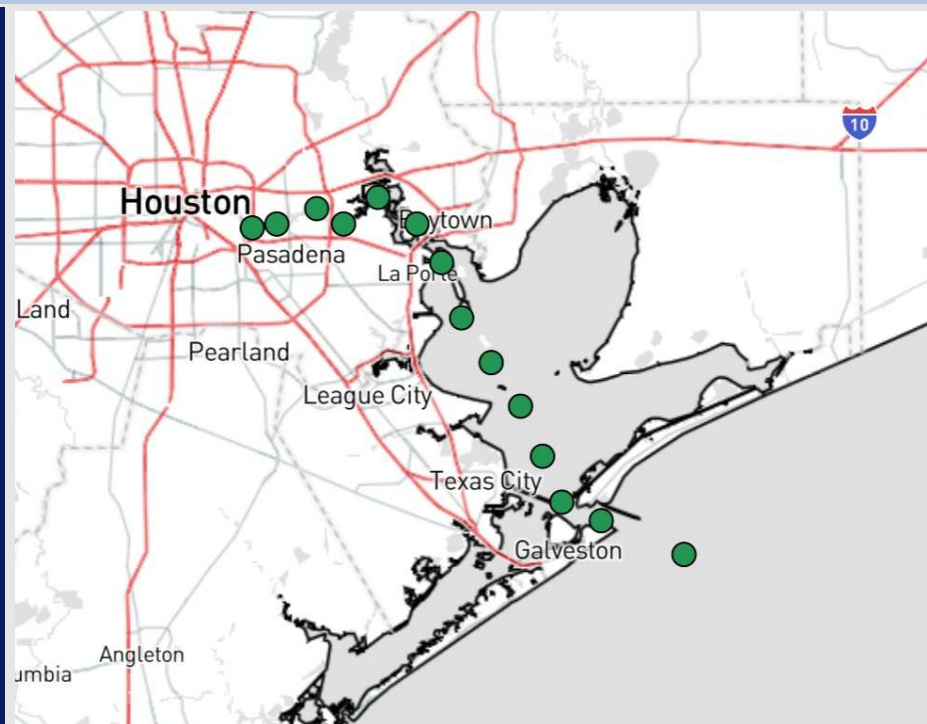 10
Houston
Baytown
Pasadena
La Porte
Land
Pearland
League City
Texas City
Galveston
Angleton
umbia